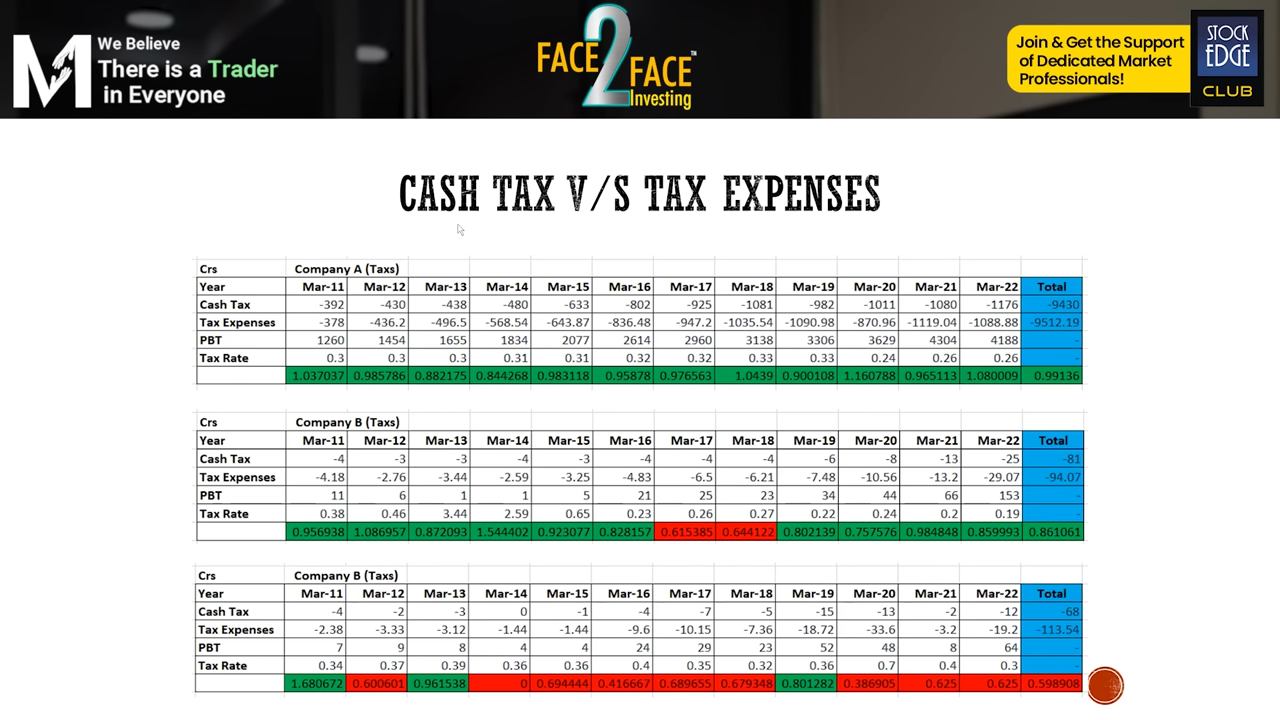 We Believe
There is a Trader
in Everyone
FACE 2 FACE ™
Investing
Join & Get the Support
of Dedicated Market
Professionals!
STOCK
EDGE
CLUB
CASH TAX V/S TAX EXPENSES
Crs Company A (Taxs)
Year Mar-11 Mar-12 Mar-13 Mar-14 Mar-15 Mar-16 Mar-17 Mar-18 Mar-19 Mar-20 Mar-21 Mar-22 Total
Cash Tax -392 -430 -438 -480 -633 -802 -925 -1081 -982 -1011 -1080 -1176 -9430
Tax Expenses -378 -436.2 -496.5 -568.54 -643.87 -836.48 -947.2 -1035.54 -1090.98 -870.96 -1119.04 -1088.88 -9512.19
PBT 1260 1454 1655 1834 2077 2614 2960 3138 3306 3629 4304 4188 -
Tax Rate 0.3 0.3 0.3 0.31 0.31 0.32 0.32 0.33 0.33 0.24 0.26 0.26 -
1.037037 0.985786 0.882175 0.844268 0.983118 0.95878 0.976563 1.0439 0.900108 1.160788 0.965113 1.080009 0.99136
Crs Company B (Taxs)
Year Mar-11 Mar-12 Mar-13 Mar-14 Mar-15 Mar-16 Mar-17 Mar-18 Mar-19 Mar-20 Mar-21 Mar-22 Total
Cash Tax -4 -3 -3 -4 -3 -4 -4 -4 -6 -8 -13 -25 -81
Tax Expenses -4.18 -2.76 -3.44 -2.59 -3.25 -4.83 -6.5 -6.21 -7.48 -10.56 -13.2 -29.07 -94.07
PBT 11 6 1 1 5 21 25 23 34 44 66 153 -
Tax Rate 0.38 0.46 3.44 2.59 0.65 0.23 0.26 0.27 0.22 0.24 0.2 0.19 -
0.956938 1.086957 0.872093 1.544402 0.923077 0.828157 0.615385 0.644122 0.802139 0.757576 0.984848 0.859993 0.861061
Crs Company B (Taxs)
Year Mar-11 Mar-12 Mar-13 Mar-14 Mar-15 Mar-16 Mar-17 Mar-18 Mar-19 Mar-20 Mar-21 Mar-22 Total
Cash Tax -4 -2 -3 0 -1 -4 -7 -5 -15 -13 -2 -12 -68
Tax Expenses -2.38 -3.33 -3.12 -1.44 -1.44 -9.6 -10.15 -7.36 -18.72 -33.6 -3.2 -19.2 -113.54
PBT 7 9 8 4 4 24 29 23 52 48 8 64 -
Tax Rate 0.34 0.37 0.39 0.36 0.36 0.4 0.35 0.32 0.36 0.7 0.4 0.3 -
1.680672 0.600601 0.961538 0 0.694444 0.416667 0.689655 0.679348 0.801282 0.386905 0.625 0.625 0.598908